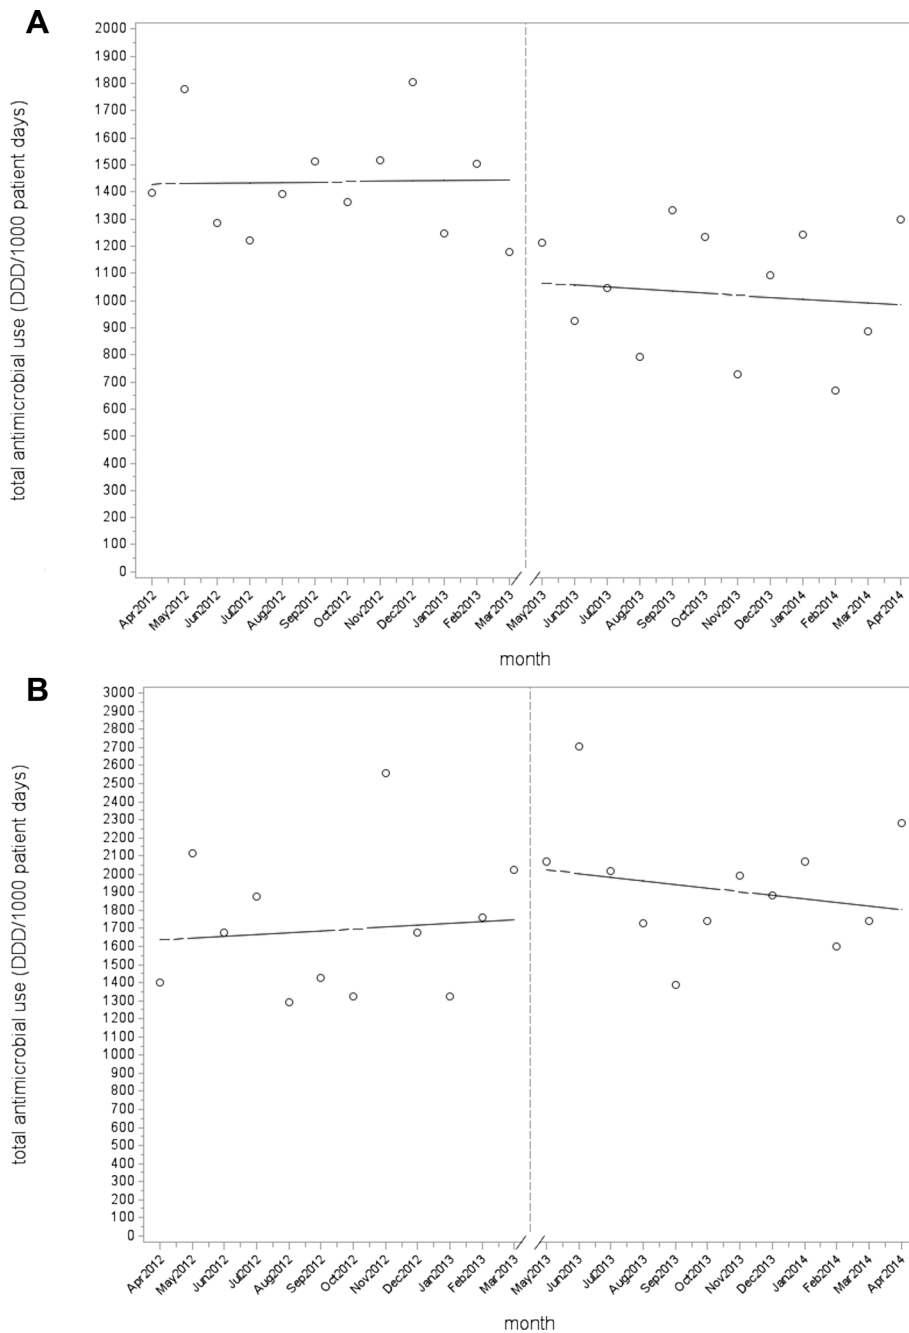 A
total antimicrobial use (DDD/1000 patient days)
2000
1900
1800
1700
1600
1500
1400
1300
1200
1100
1000
900
800
700
600
500
400
300
200
100
0
Apr2012
May2012
Jun2012
Jul2012
Aug2012
Sep2012
Oct2012
Nov2012
Dec2012
Jan2013
Feb2013
Mar2013
May2013
Jun2013
Jul2013
Aug2013
Sep2013
Oct2013
Nov2013
Dec2013
Jan2014
Feb2014
Mar2014
Apr2014
month
B
total antimicrobial use (DDD/1000 patient days)
3000
2900
2800
2700
2600
2500
2400
2300
2200
2100
2000
1900
1800
1700
1600
1500
1400
1300
1200
1100
1000
900
800
700
600
500
400
300
200
100
0
Apr2012
May2012
Jun2012
Jul2012
Aug2012
Sep2012
Oct2012
Nov2012
Dec2012
Jan2013
Feb2013
Mar2013
May2013
Jun2013
Jul2013
Aug2013
Sep2013
Oct2013
Nov2013
Dec2013
Jan2014
Feb2014
Mar2014
Apr2014
month